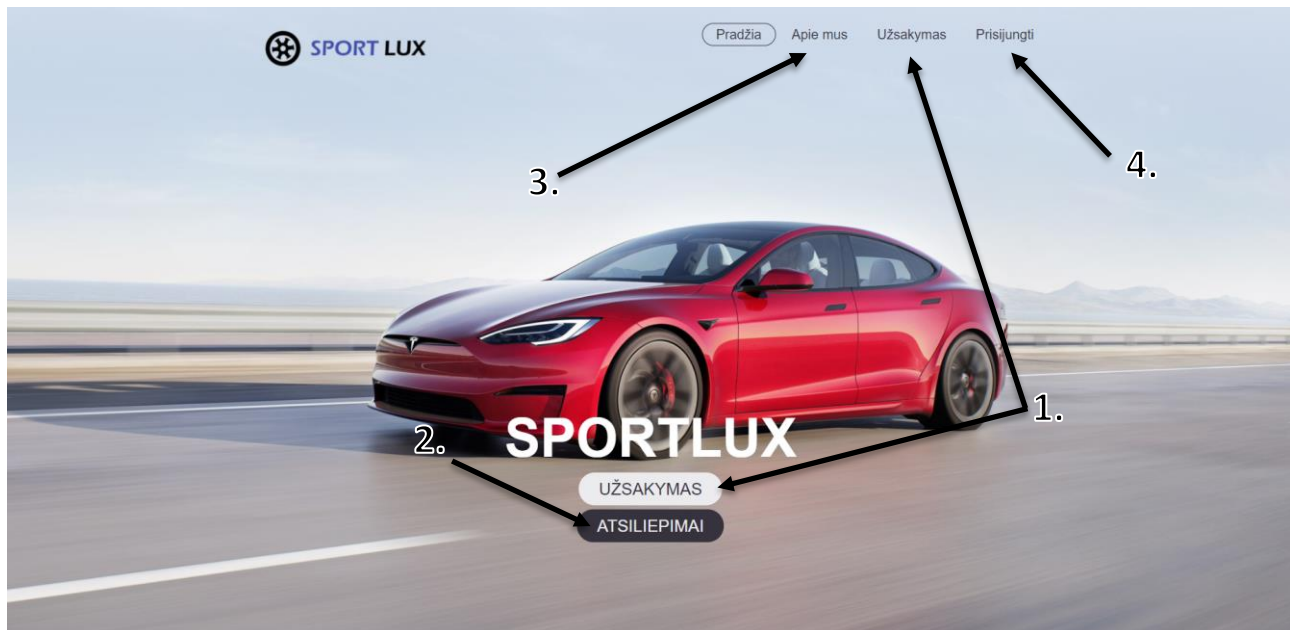 SPORT LUX
Pradžia Apie mus Užsakymas Prisijungti
3.
4.
1.
2.
SPORTLUX
UŽSAKYMAS
ATSILIEPIMAI